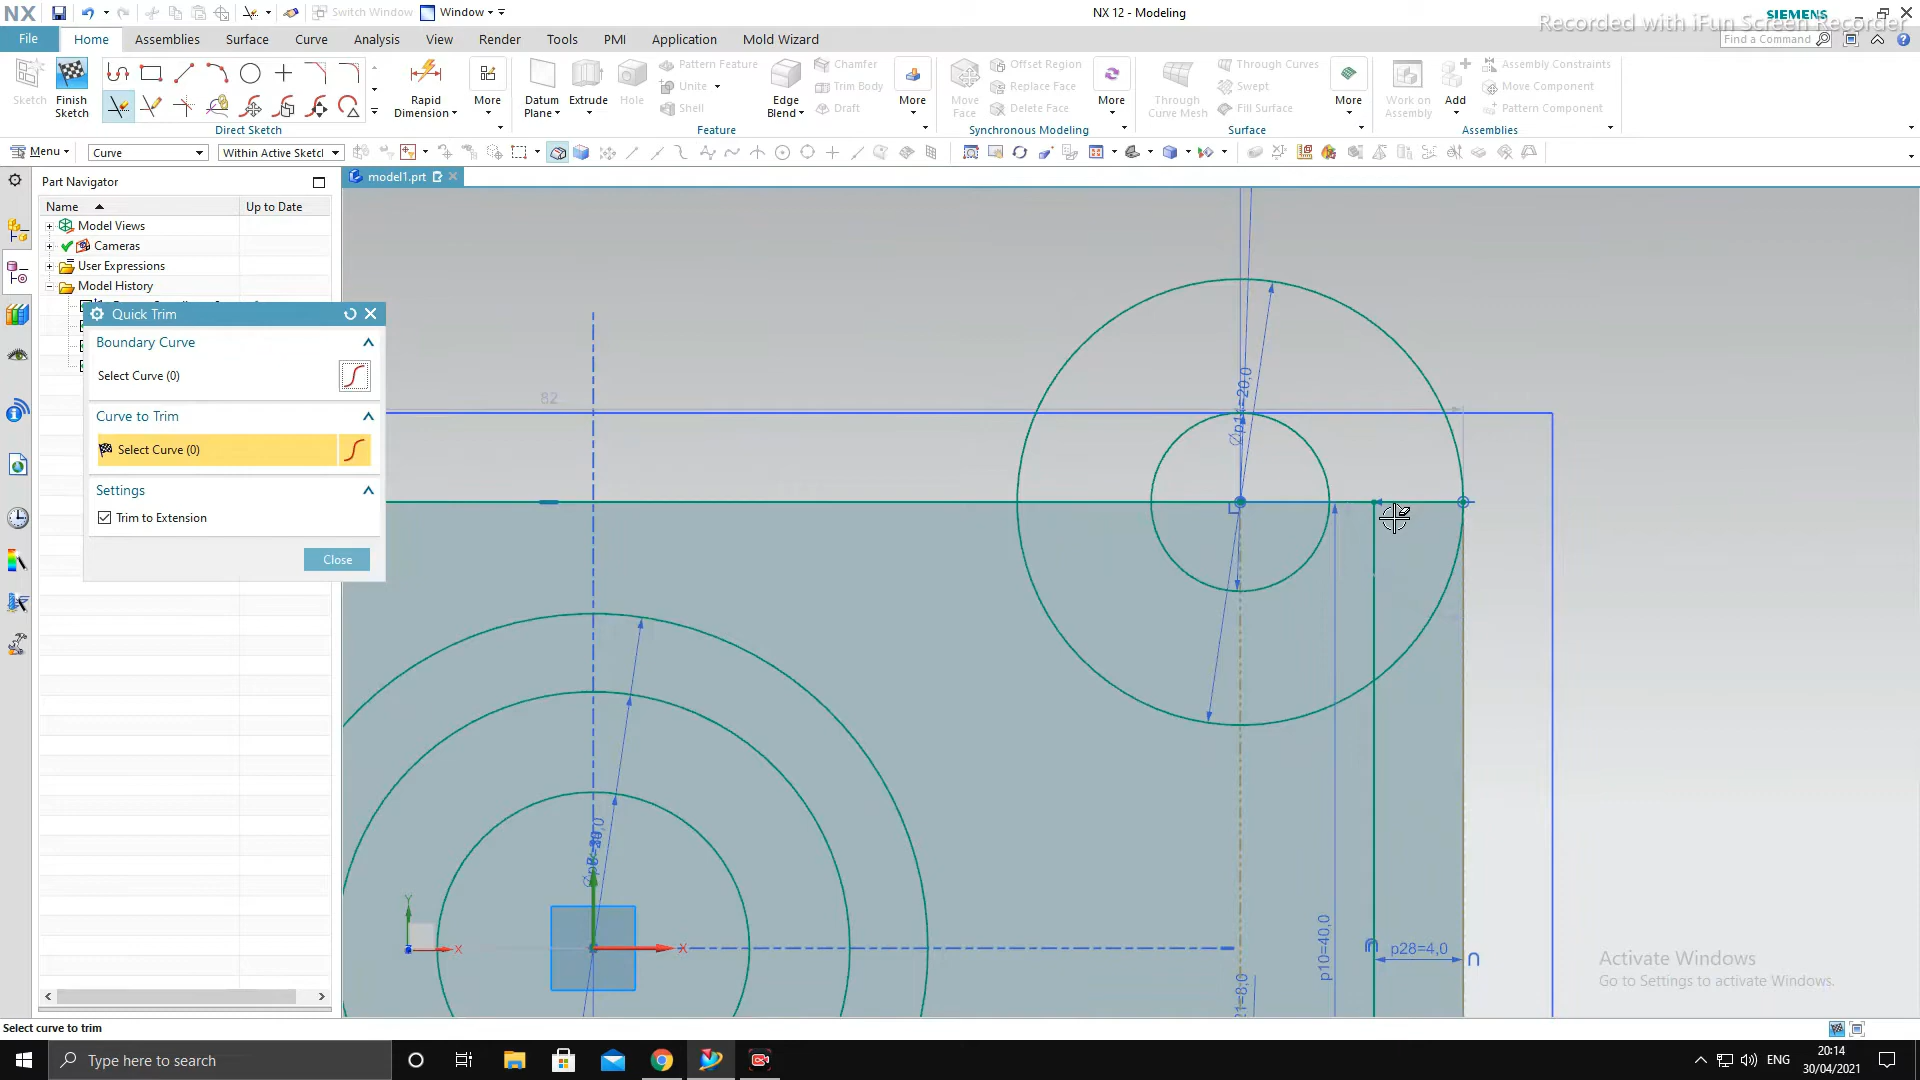 NX
Switch Window
Window
NX 12 - Modeling
SIEMENS
Recorded with iFun Screen Recorder
File
Home
Assemblies
Surface
Curve
Analysis
View
Render
Tools
PMI
Application
Mold Wizard
Find a Command
Sketch
Finish Sketch
Direct Sketch
Rapid Dimension
More
Datum Plane
Extrude
Hole
Pattern Feature
Unite
Shell
Edge Blend
Chamfer
Trim Body
Draft
More
Feature
Move Face
Offset Region
Replace Face
Delete Face
More
Synchronous Modeling
Through Curve Mesh
Through Curves
Swept
Fill Surface
More
Surface
Work on Assembly
Add
Assembly Constraints
Move Component
Pattern Component
Assemblies
Menu
Curve
Within Active Sketch
Part Navigator
model1.prt
Name
Up to Date
Model Views
Cameras
User Expressions
Model History
Quick Trim
Boundary Curve
Select Curve (0)
Curve to Trim
Select Curve (0)
Settings
Trim to Extension
Close
82
p10=40,0
p28=4,0
21=8,0
X
Y
X
Activate Windows
Go to Settings to activate Windows.
Select curve to trim
Type here to search
ENG
20:14
30/04/2021